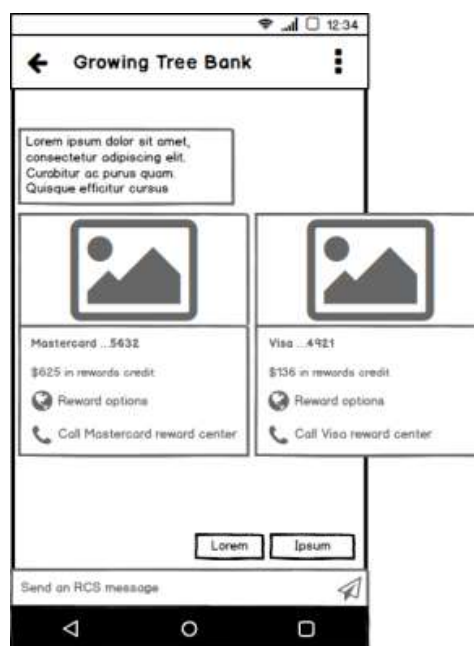 12:34
Growing Tree Bank
Lorem ipsum dolor sit amet,
consectetur adipiscing elit.
Curabitur ac purus quam.
Quisque efficitur cursus
Mastercard ...5632
$625 in rewards credit
Reward options
Call Mastercard reward center
Visa ...4921
$136 in rewards credit
Reward options
Call Visa reward center
Lorem
Ipsum
Send an RCS message